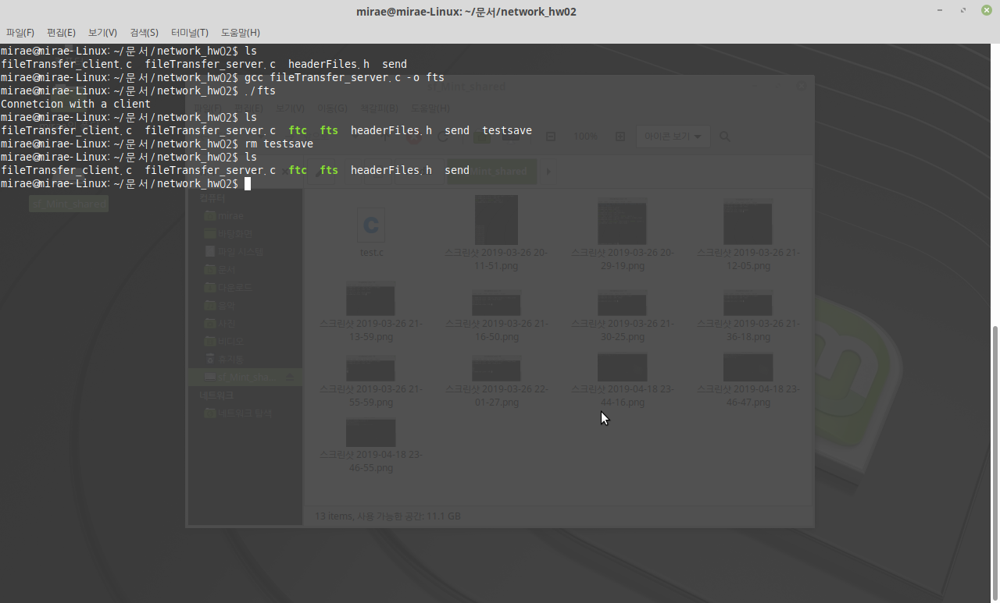 mirae@mirae-Linux: ~/문서/network_hw02
파일(F) 편집(E) 보기(V) 검색(S) 터미널(T) 도움말(H)
mirae@mirae-Linux:~/문서/network_hw02$ ls
fileTransfer_client.c fileTransfer_server.c headerFiles.h send
mirae@mirae-Linux:~/문서/network_hw02$ gcc fileTransfer_server.c -o fts
mirae@mirae-Linux:~/문서/network_hw02$ ./fts
Connetcion with a client
mirae@mirae-Linux:~/문서/network_hw02$ ls
fileTransfer_client.c fileTransfer_server.c ftc fts headerFiles.h send testsave
mirae@mirae-Linux:~/문서/network_hw02$ rm testsave
mirae@mirae-Linux:~/문서/network_hw02$ ls
fileTransfer_client.c fileTransfer_server.c ftc fts headerFiles.h send
mirae@mirae-Linux:~/문서/network_hw02$
sf_Mint_shared
sf_Mint_shared
파일(F) 편집(E) 보기(V) 이동(G) 책갈피(B) 도움말(H)
100% 아이콘 보기
Mint_shared
컴퓨터
mirae
바탕화면
파일 시스템
문서
다운로드
음악
사진
비디오
휴지통
sf_Mint_sha...
네트워크
네트워크 탐색
test.c
스크린샷 2019-03-26 20-11-51.png
스크린샷 2019-03-26 20-29-19.png
스크린샷 2019-03-26 21-12-05.png
스크린샷 2019-03-26 21-13-59.png
스크린샷 2019-03-26 21-16-50.png
스크린샷 2019-03-26 21-30-25.png
스크린샷 2019-03-26 21-36-18.png
스크린샷 2019-03-26 21-55-59.png
스크린샷 2019-03-26 22-01-27.png
스크린샷 2019-04-18 23-44-16.png
스크린샷 2019-04-18 23-46-47.png
스크린샷 2019-04-18 23-46-55.png
13 items, 사용 가능한 공간: 11.1 GB